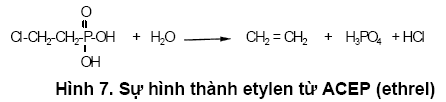 O
Cl-CH₂-CH₂-P-OH + H₂O → CH₂ = CH₂ + H₃PO₄ + HCl
OH
Hình 7. Sự hình thành etylen từ ACEP (ethrel)